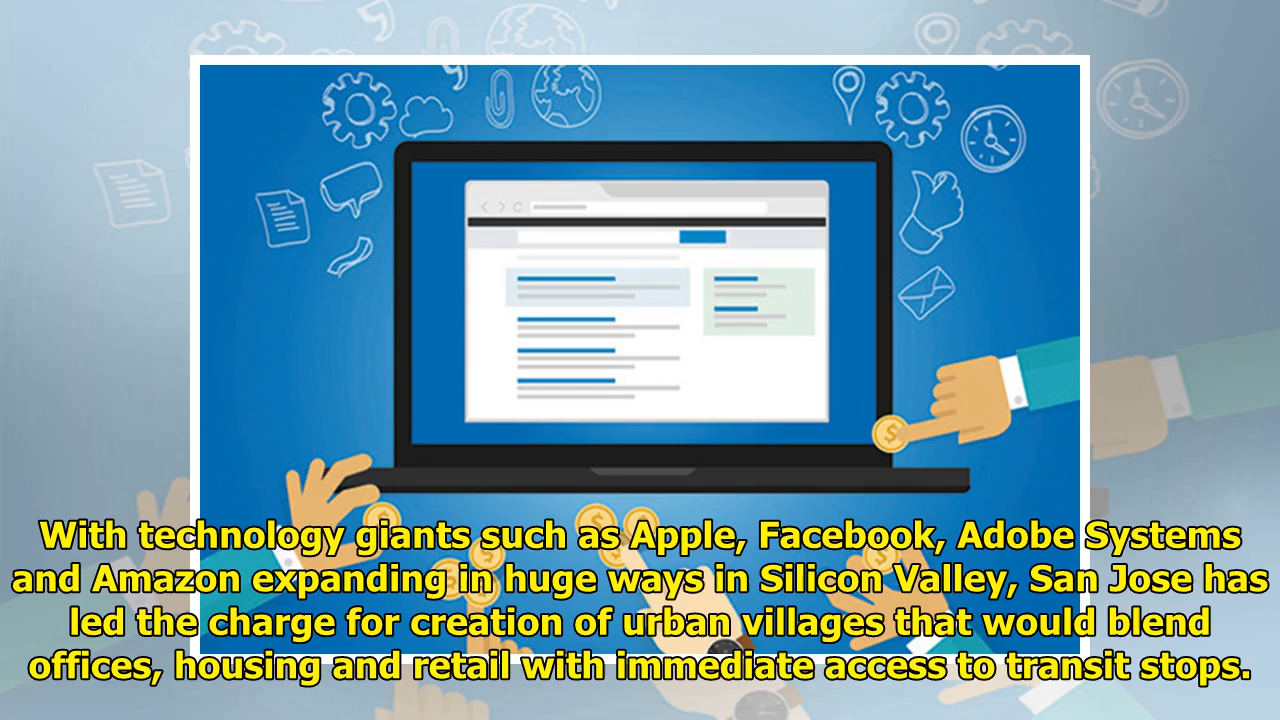 With technology giants such as Apple, Facebook, Adobe Systems
and Amazon expanding in huge ways in Silicon Valley, San Jose has
led the charge for creation of urban villages that would blend
offices, housing and retail with immediate access to transit stops.